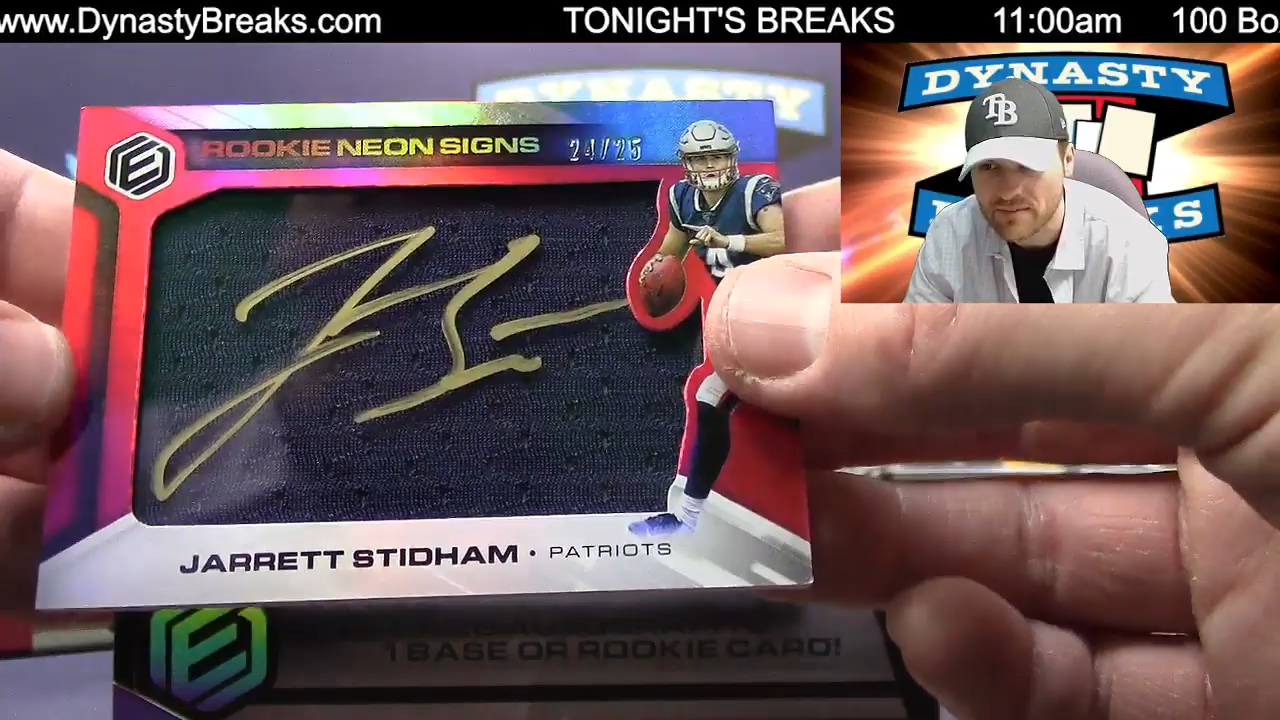 www.DynastyBreaks.com TONIGHT'S BREAKS 11:00am 100 Bo
DYNASTY
DYNASTY
TB
ROOKIE NEON SIGNS 24/25
E
JARRETT STIDHAM • PATRIOTS
E
1 BASE OR ROOKIE CARD!